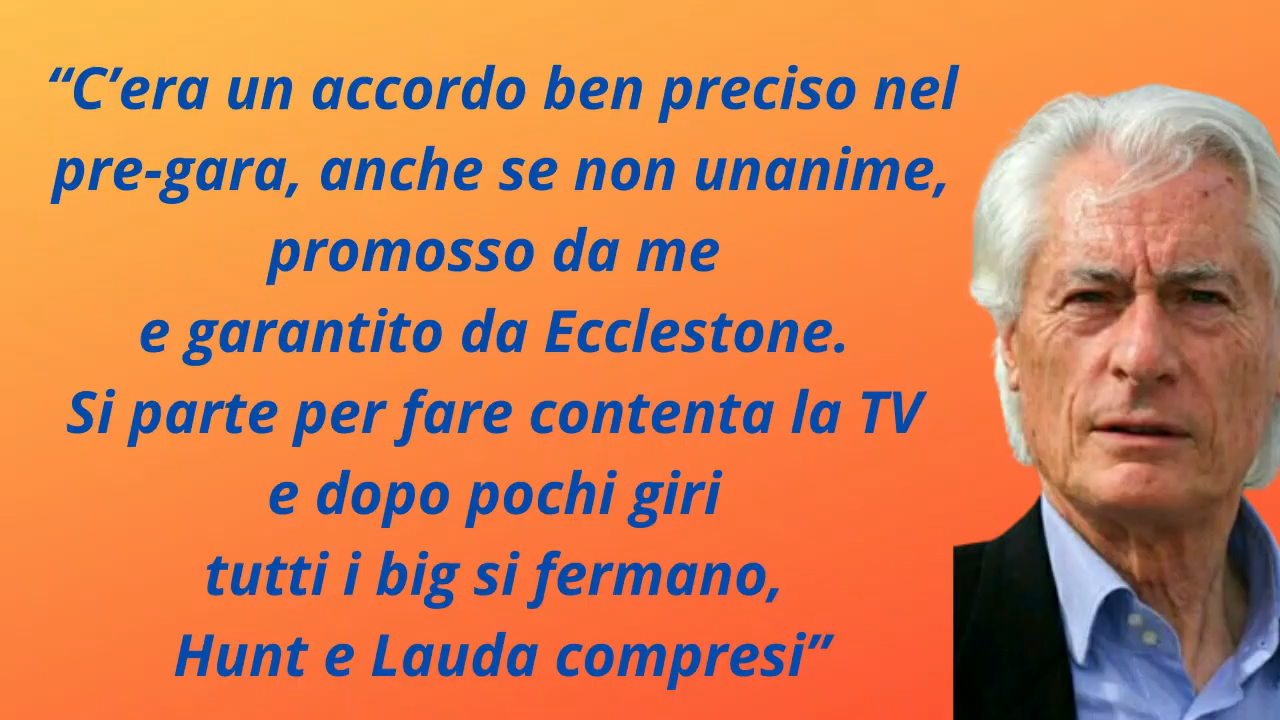 “C’era un accordo ben preciso nel
pre-gara, anche se non unanime,
promosso da me
e garantito da Ecclestone.
Si parte per fare contenta la TV
e dopo pochi giri
tutti i big si fermano,
Hunt e Lauda compresi”